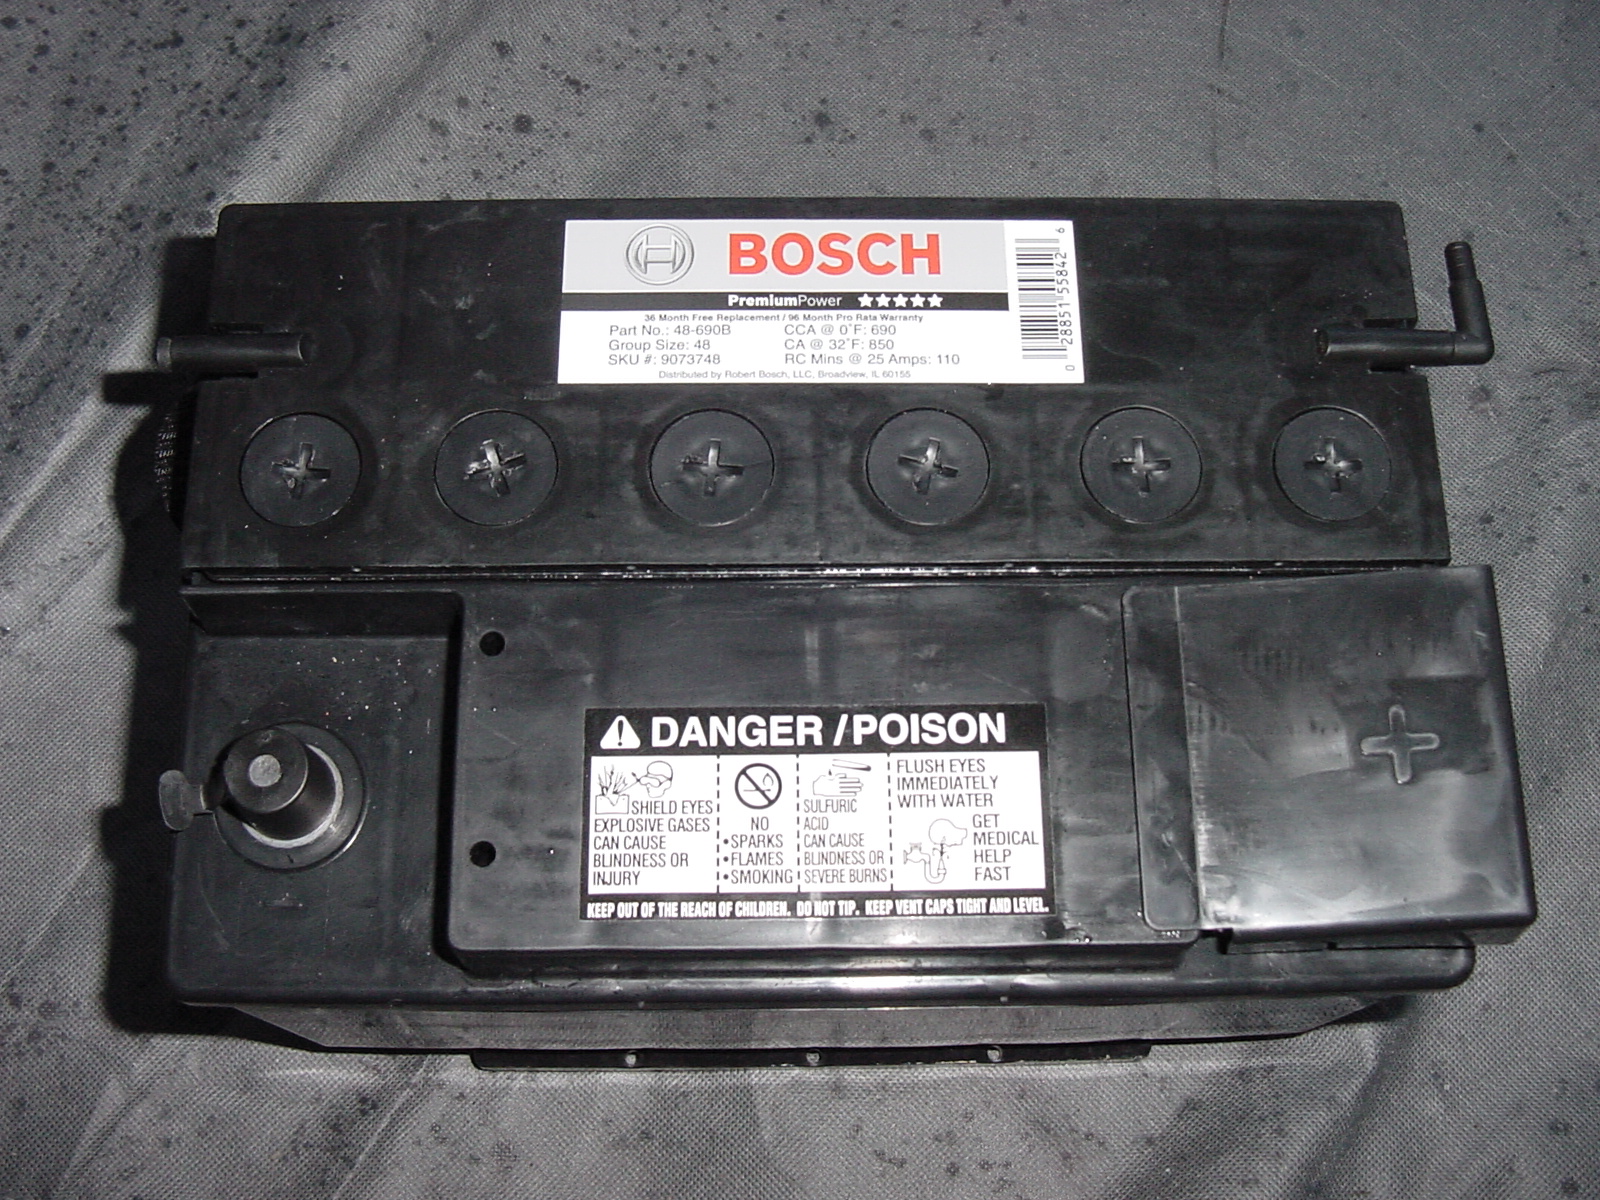 BOSCH
PremiumPower ★★★★★
36 Month Free Replacement / 96 Month Pro Rata Warranty
Part No.: 48-690B CCA @ 0°F: 690
Group Size: 48 CA @ 32°F: 850
SKU #: 9073748 RC Mins @ 25 Amps: 110
Distributed by Robert Bosch, LLC, Broadview, IL 60155
0 28851 55842 6
+
DANGER / POISON
SHIELD EYES
EXPLOSIVE GASES
CAN CAUSE
BLINDNESS OR
INJURY
NO
•SPARKS
•FLAMES
•SMOKING
SULFURIC
ACID
CAN CAUSE
BLINDNESS OR
SEVERE BURNS
FLUSH EYES
IMMEDIATELY
WITH WATER
GET
MEDICAL
HELP
FAST
KEEP OUT OF THE REACH OF CHILDREN. DO NOT TIP. KEEP VENT CAPS TIGHT AND LEVEL.